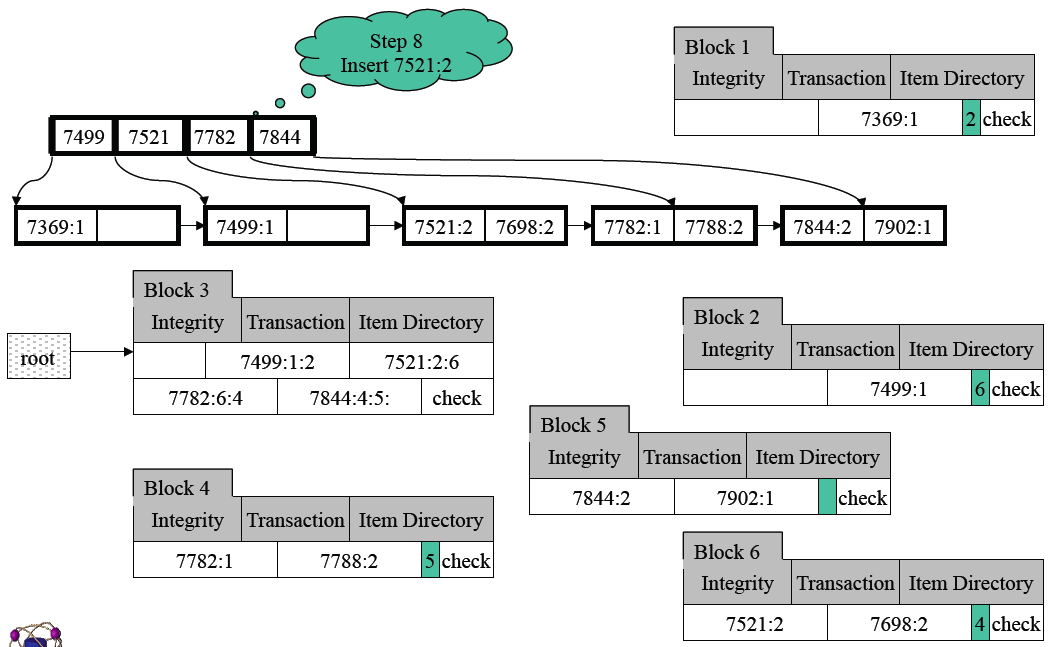 Step 8
Insert 7521:2
7499 7521 7782 7844
7369:1 7499:1 7521:2 7698:2 7782:1 7788:2 7844:2 7902:1
Block 1
Integrity Transaction Item Directory
7369:1 2 check
root
Block 3
Integrity Transaction Item Directory
7499:1:2 7521:2:6
7782:6:4 7844:4:5: check
Block 2
Integrity Transaction Item Directory
7499:1 6 check
Block 5
Integrity Transaction Item Directory
7844:2 7902:1 check
Block 4
Integrity Transaction Item Directory
7782:1 7788:2 5 check
Block 6
Integrity Transaction Item Directory
7521:2 7698:2 4 check